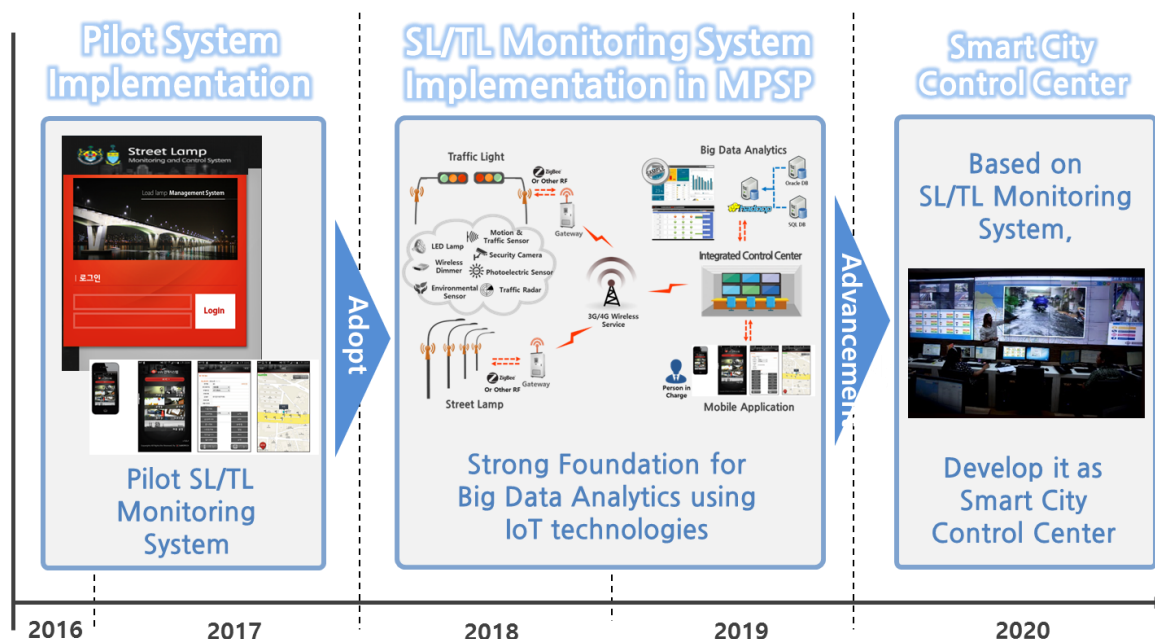 Pilot System
Implementation
SL/TL Monitoring System
Implementation in MPSP
Smart City
Control Center
Street Lamp
Monitoring and Control System
Load lamp Management System
로그인
Login
Pilot SL/TL
Monitoring
System
Adopt
Traffic Light
ZigBee
Or Other RF
Gateway
LED Lamp
Motion &
Traffic Sensor
Security Camera
Wireless
Dimmer
Photoelectric Sensor
Environmental
Sensor
Traffic Radar
3G/4G Wireless
Service
ZigBee
Or Other RF
Gateway
Street Lamp
Big Data Analytics
SAMPLE
hadoop
Oracle DB
SQL DB
Integrated Control Center
Person in
Charge
Mobile Application
Strong Foundation for
Big Data Analytics using
IoT technologies
Advancement
Based on
SL/TL Monitoring
System,
Develop it as
Smart City
Control Center
2016
2017
2018
2019
2020